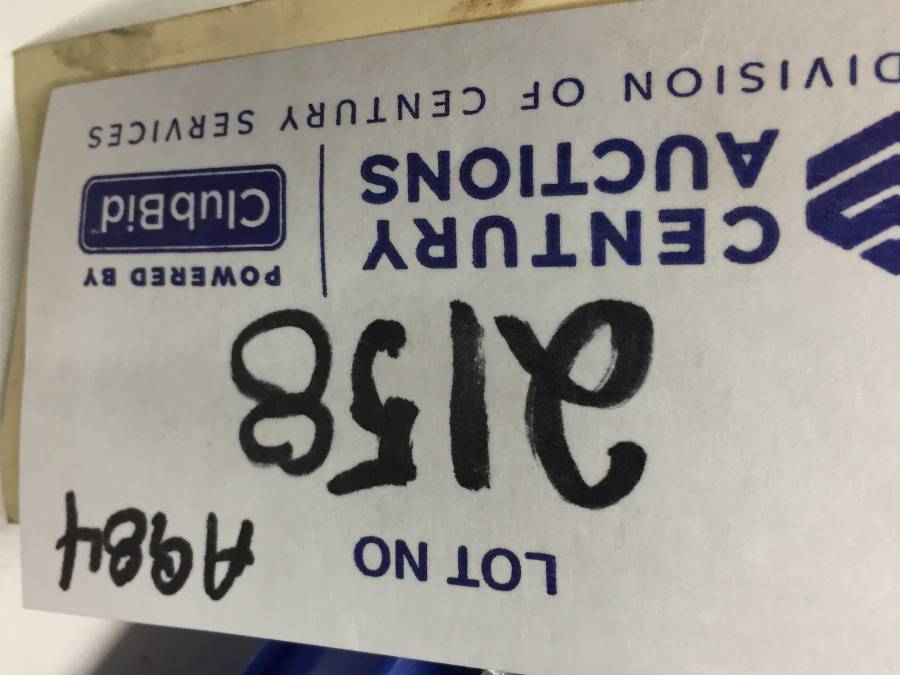 LOT NO
A984
2158
CENTURY
AUCTIONS
DIVISION OF CENTURY SERVICES
POWERED BY
ClubBid